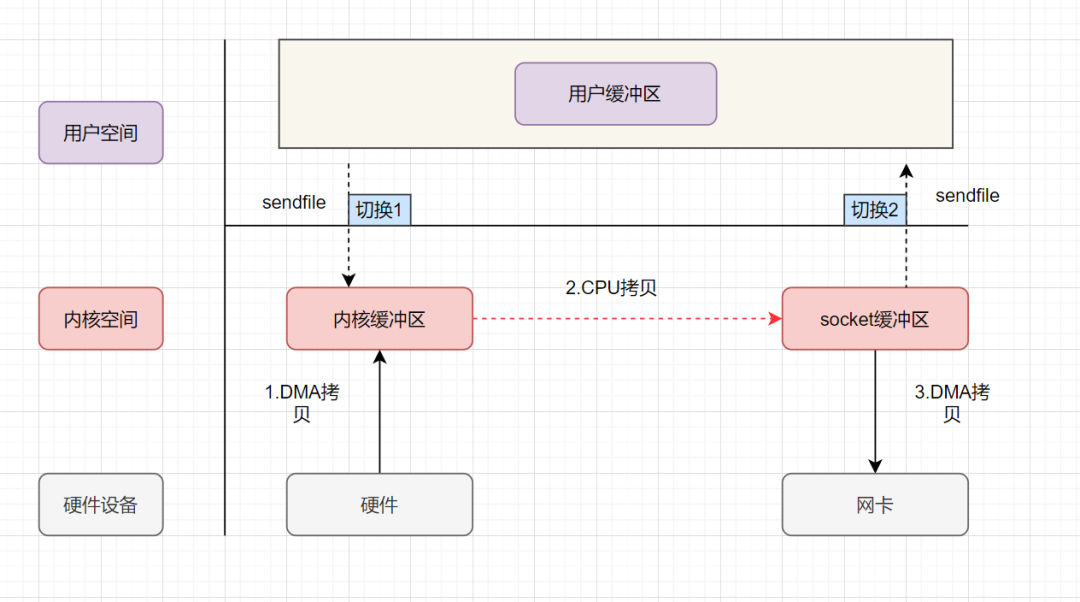 用户缓冲区
用户空间
sendfile
切换1
切换2
sendfile
2.CPU拷贝
内核空间
内核缓冲区
socket缓冲区
1.DMA拷
贝
3.DMA拷
贝
硬件设备
硬件
网卡